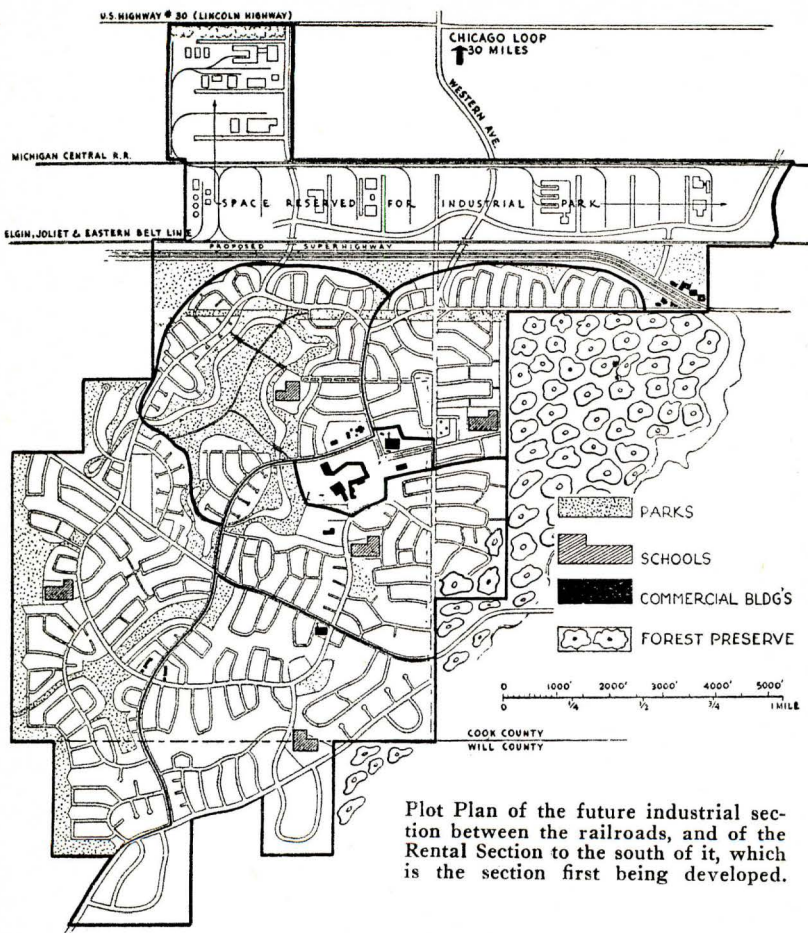 U.S. HIGHWAY # 30 (LINCOLN HIGHWAY)
CHICAGO LOOP
30 MILES
WESTERN AVE.
MICHIGAN CENTRAL R.R.
SPACE RESERVED FOR INDUSTRIAL PARK
ELGIN, JOLIET & EASTERN BELT LINE
PROPOSED SUPERHIGHWAY
PARKS
SCHOOLS
COMMERCIAL BLDG'S
FOREST PRESERVE
0 1000' 2000' 3000' 4000' 5000'
0 1/4 1/2 3/4 1 MILE
COOK COUNTY
WILL COUNTY
Plot Plan of the future industrial sec-
tion between the railroads, and of the
Rental Section to the south of it, which
is the section first being developed.